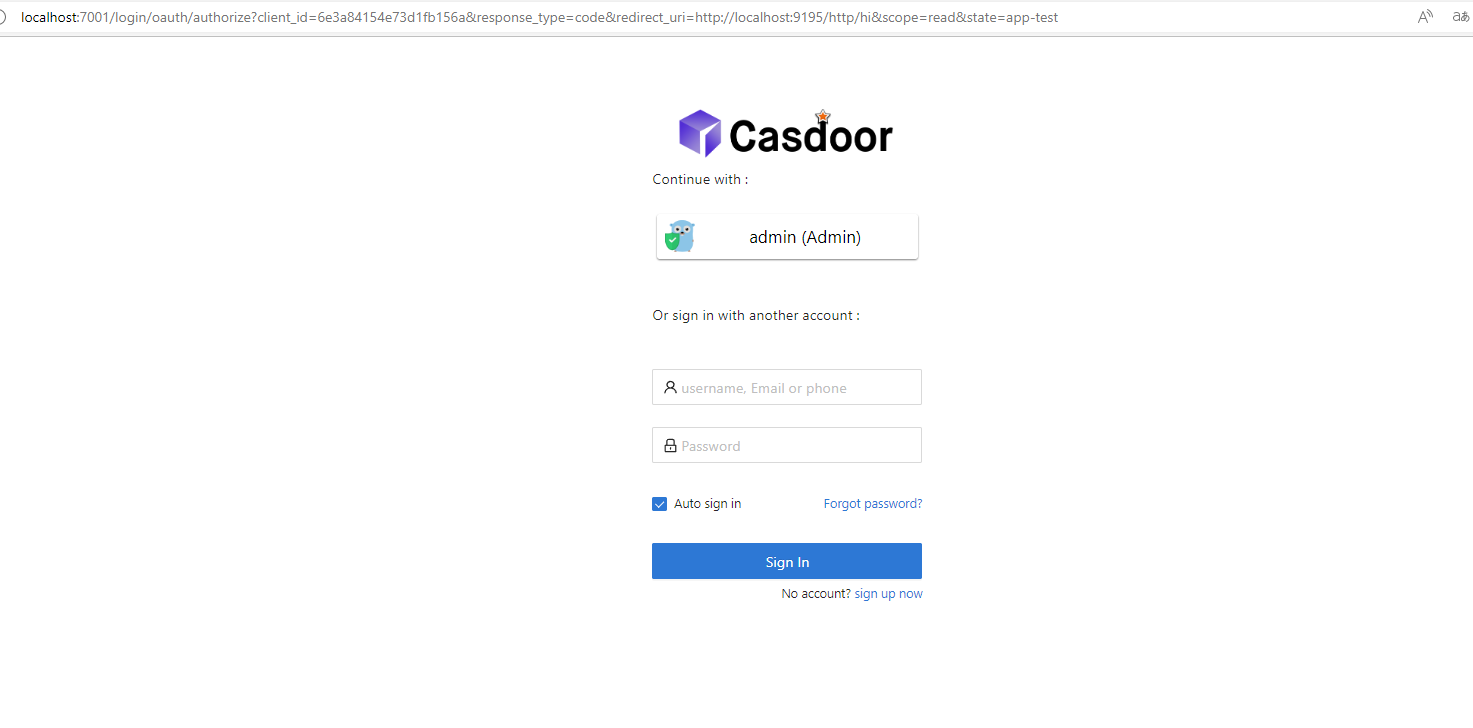 localhost:7001/login/oauth/authorize?client_id=6e3a84154e73d1fb156a&response_type=code&redirect_uri=http://localhost:9195/http/hi&scope=read&state=app-test
Casdoor
Continue with :
admin (Admin)
Or sign in with another account :
username, Email or phone
Password
Auto sign in Forgot password?
Sign In
No account? sign up now